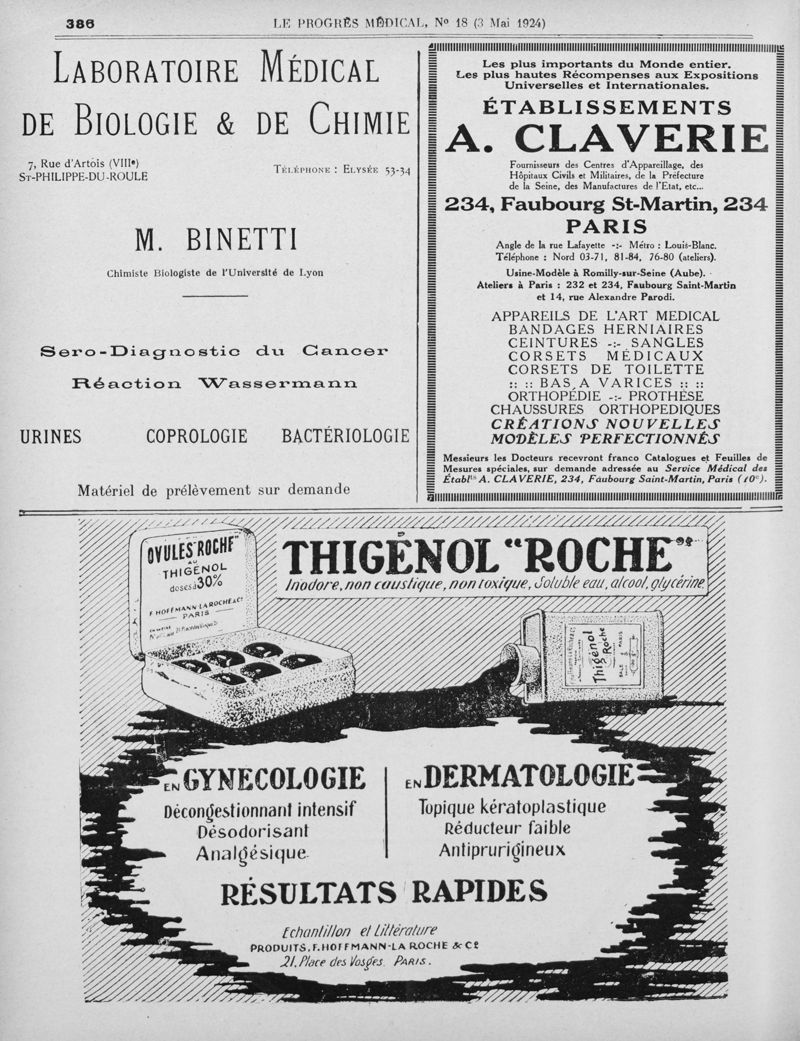 386
LE PROGRÈS MÉDICAL, No 18 (3 Mai 1924)
LABORATOIRE MÉDICAL
DE BIOLOGIE & DE CHIMIE
7, Rue d'Artois (VIIIe)
ST-PHILIPPE-DU-ROULE
TÉLÉPHONE : ELYSÉE 53-34
M. BINETTI
Chimiste Biologiste de l'Université de Lyon
Sero-Diagnostic du Cancer
Réaction Wassermann
URINES COPROLOGIE BACTÉRIOLOGIE
Matériel de prélèvement sur demande
Les plus importants du Monde entier.
Les plus hautes Récompenses aux Expositions
Universelles et Internationales.
ÉTABLISSEMENTS
A. CLAVERIE
Fournisseurs des Centres d'Appareillage, des
Hôpitaux Civils et Militaires, de la Préfecture
de la Seine, des Manufactures de l'Etat, etc...
234, Faubourg St-Martin, 234
PARIS
Angle de la rue Lafayette -:- Métro : Louis-Blanc.
Téléphone : Nord 03-71, 81-84, 76-80 (ateliers).
Usine-Modèle à Romilly-sur-Seine (Aube).
Ateliers à Paris : 232 et 234, Faubourg Saint-Martin
et 14, rue Alexandre Parodi.
APPAREILS DE L'ART MEDICAL
BANDAGES HERNIAIRES
CEINTURES -:- SANGLES
CORSETS MÉDICAUX
CORSETS DE TOILETTE
:: :: BAS A VARICES :: ::
ORTHOPÉDIE -:- PROTHÈSE
CHAUSSURES ORTHOPEDIQUES
CRÉATIONS NOUVELLES
MODÈLES PERFECTIONNÉS
Messieurs les Docteurs recevront franco Catalogues et Feuilles de
Mesures spéciales, sur demande adressée au Service Médical des
Établts A. CLAVERIE, 234, Faubourg Saint-Martin, Paris (10e).
OVULES "ROCHE"
AU
THIGÉNOL
dosés à 30%
F. HOFFMANN-LA ROCHE & Co
PARIS
THIGÉNOL "ROCHE"
Inodore, non caustique, non toxique, Soluble eau, alcool, glycérine
Thigénol
Roche
EN GYNECOLOGIE
Décongestionnant intensif
Désodorisant
Analgésique
EN DERMATOLOGIE
Topique kératoplastique
Réducteur faible
Antiprurigineux
RÉSULTATS RAPIDES
Echantillon et Littérature
PRODUITS. F. HOFFMANN-LA ROCHE & Co
21, Place des Vosges. PARIS.